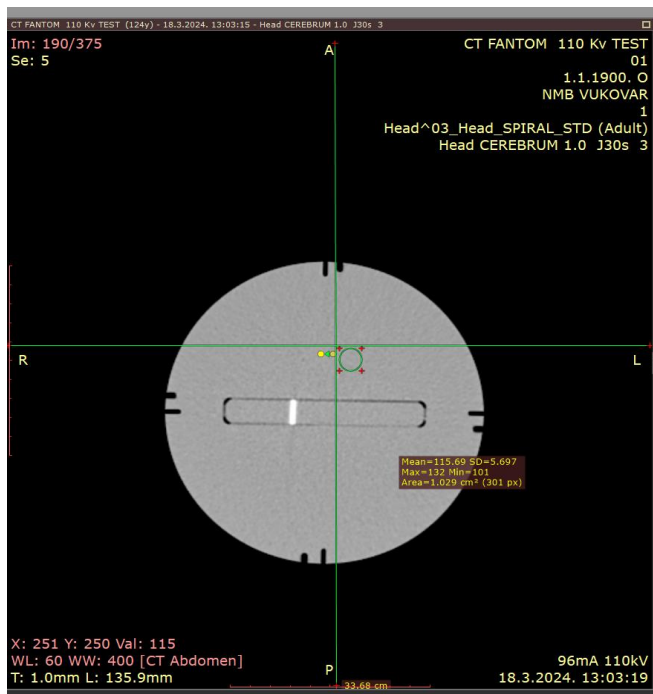 CT FANTOM 110 Kv TEST (124y) - 18.3.2024. 13:03:15 - Head CEREBRUM 1.0 J30s 3
Im: 190/375
Se: 5
A
CT FANTOM 110 Kv TEST
01
1.1.1900. O
NMB VUKOVAR
1
Head^03_Head_SPIRAL_STD (Adult)
Head CEREBRUM 1.0 J30s 3
R
L
Mean=115.69 SD=5.697
Max=132 Min=101
Area=1.029 cm² (301 px)
X: 251 Y: 250 Val: 115
WL: 60 WW: 400 [CT Abdomen]
T: 1.0mm L: 135.9mm
P
33.68 cm
96mA 110kV
18.3.2024. 13:03:19